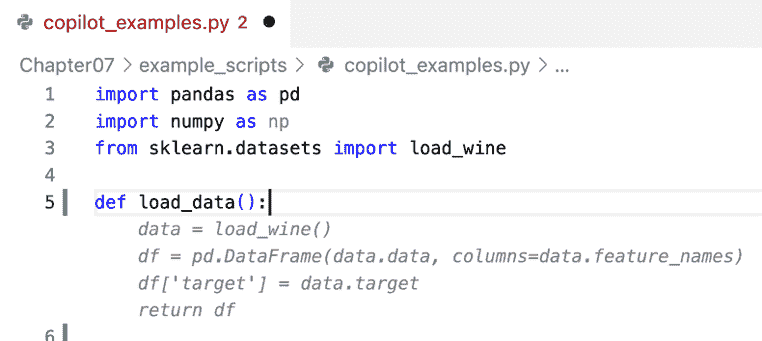 copilot_examples.py 2
Chapter07 > example_scripts > copilot_examples.py > ...
1 import pandas as pd
2 import numpy as np
3 from sklearn.datasets import load_wine
4
5 def load_data():
data = load_wine()
df = pd.DataFrame(data.data, columns=data.feature_names)
df['target'] = data.target
return df
6